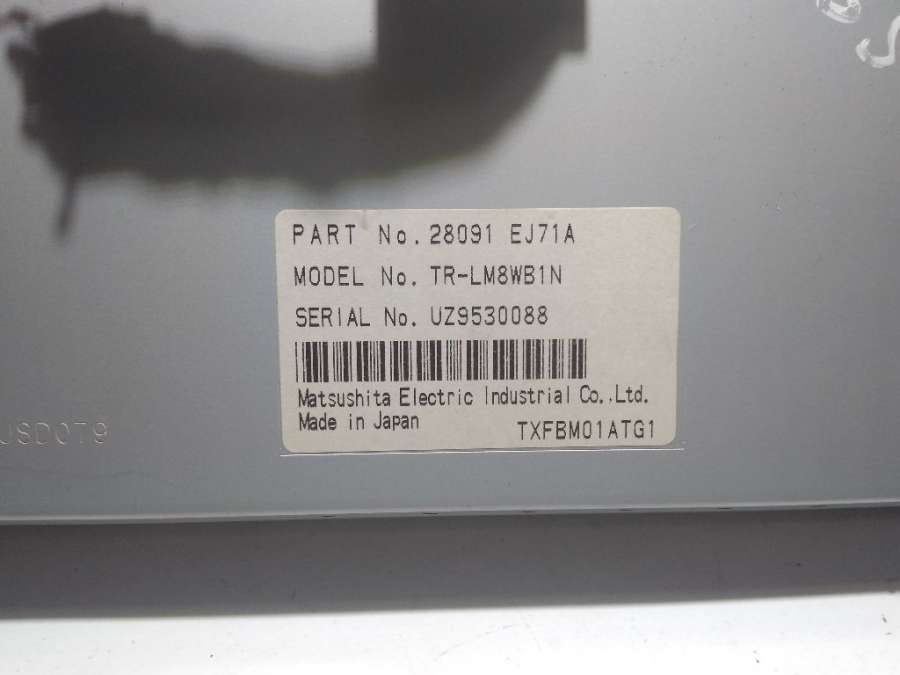 PART No. 28091 EJ71A
MODEL No. TR-LM8WB1N
SERIAL No. UZ9530088
Matsushita Electric Industrial Co.,Ltd.
Made in Japan
TXFBM01ATG1